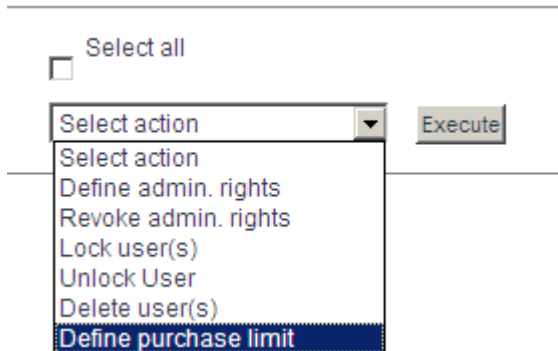 Select all
Select action
Execute
Select action
Define admin. rights
Revoke admin. rights
Lock user(s)
Unlock User
Delete user(s)
Define purchase limit